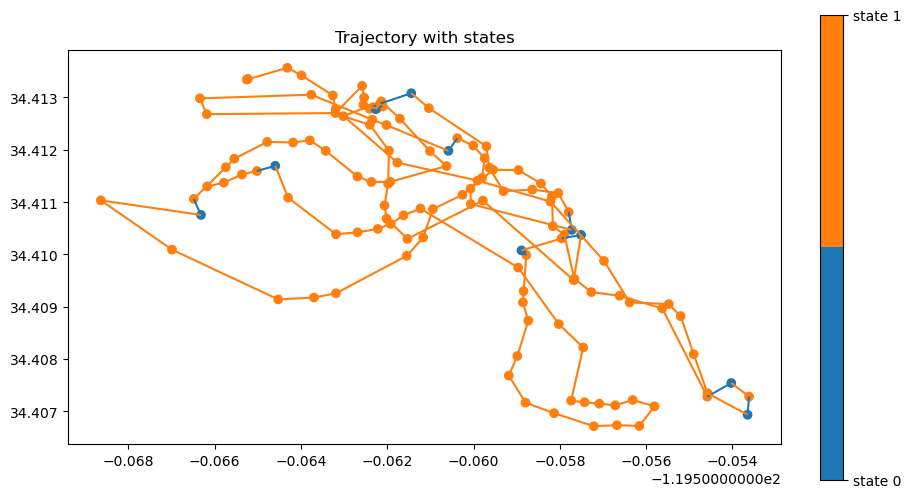 Trajectory with states
state 1
34.413
34.412
34.411
34.410
34.409
34.408
34.407
state 0
−0.068 −0.066 −0.064 −0.062 −0.060 −0.058 −0.056 −0.054
−1.1950000000e2